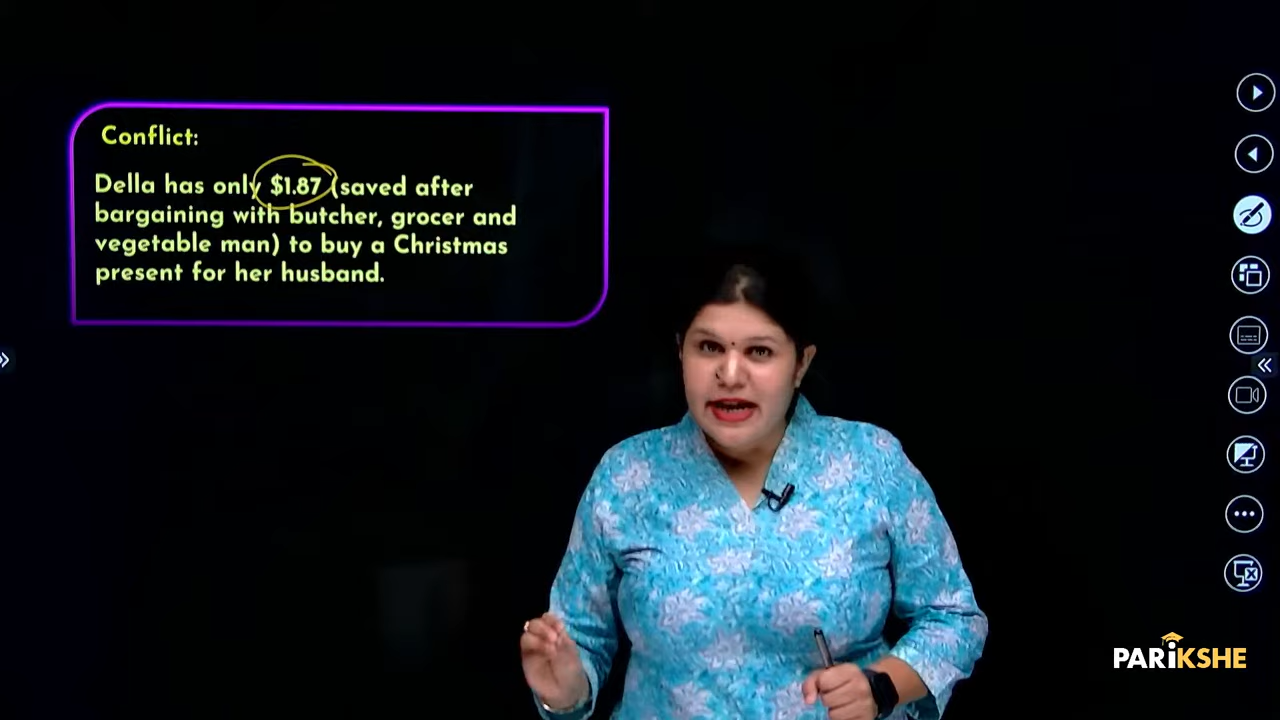 Conflict:
Della has only $1.87 (saved after
bargaining with butcher, grocer and
vegetable man) to buy a Christmas
present for her husband.
PARIKSHE